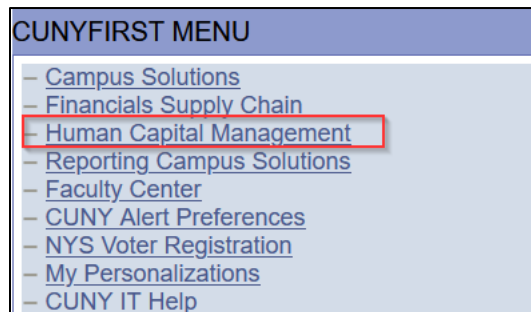 CUNYFIRST MENU
– Campus Solutions
– Financials Supply Chain
– Human Capital Management
– Reporting Campus Solutions
– Faculty Center
– CUNY Alert Preferences
– NYS Voter Registration
– My Personalizations
– CUNY IT Help